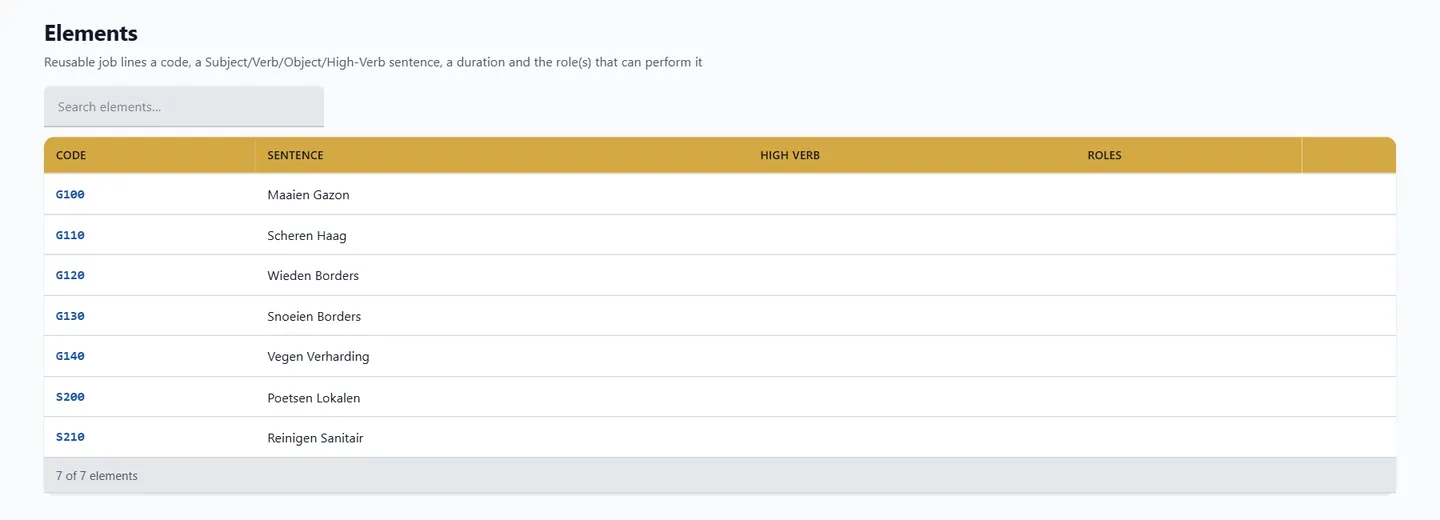 Elements
Reusable job lines a code, a Subject/Verb/Object/High-Verb sentence, a duration and the role(s) that can perform it
Search elements...
CODE SENTENCE HIGH VERB ROLES
G100 Maaien Gazon
G110 Scheren Haag
G120 Wieden Borders
G130 Snoeien Borders
G140 Vegen Verharding
S200 Poetsen Lokalen
S210 Reinigen Sanitair
7 of 7 elements